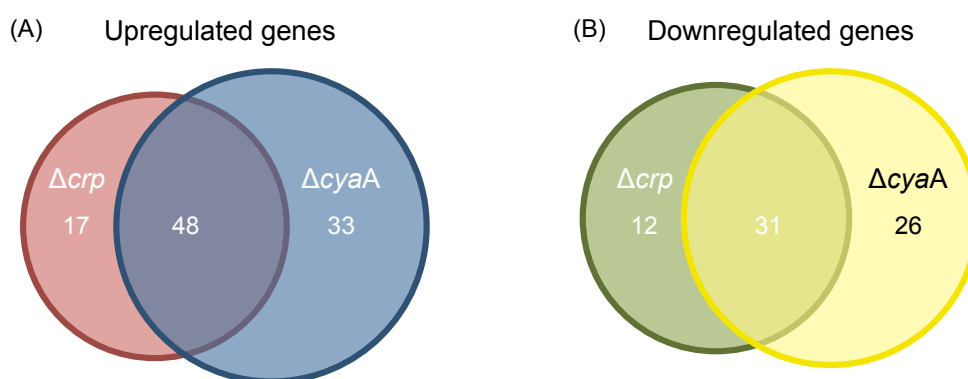 (A) Upregulated genes
Δcrp ΔcyaA
17 48 33
(B) Downregulated genes
Δcrp ΔcyaA
12 31 26